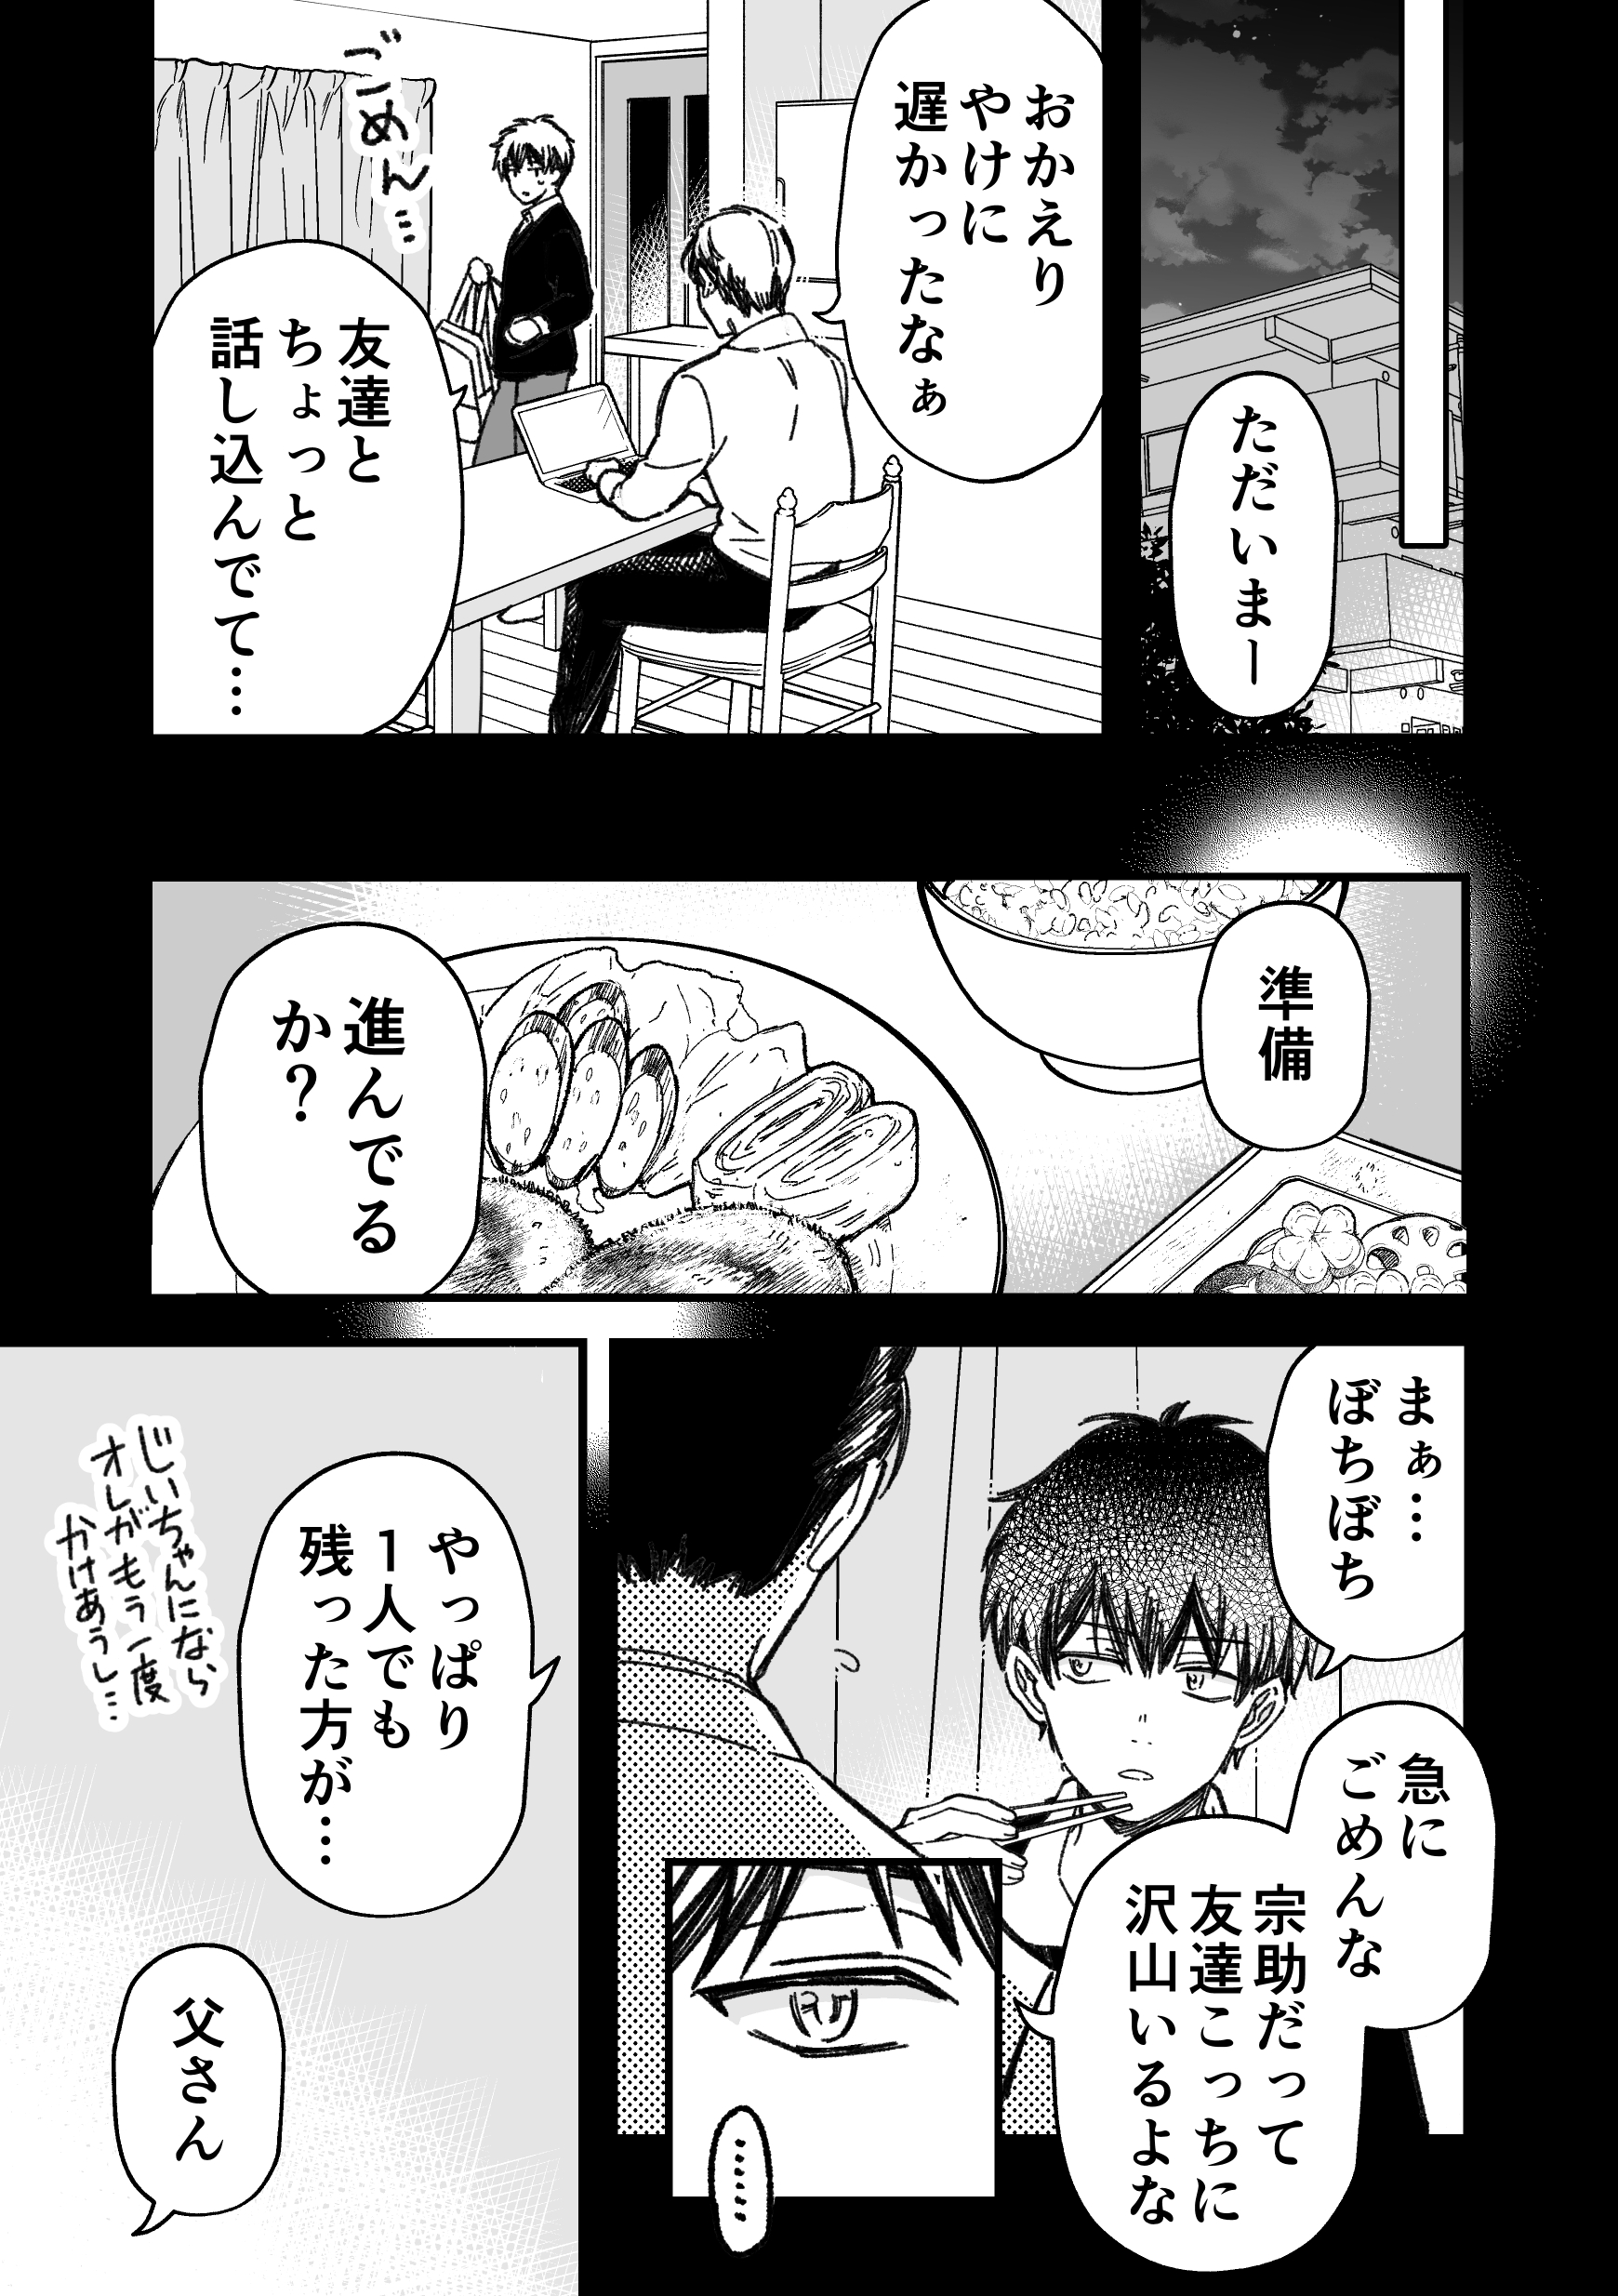 ただいまー
おかえり
やけに
遅かったなぁ
ごめん…
友達と
ちょっと
話し込んでて…
準備
進んでる
か？
まぁ…
ぼちぼち
急に
ごめんな
宗助だって
友達こっちに
沢山いるよな
……
やっぱり
1人でも
残った方が…
じいちゃんになら
オレがもう一度
かけあうし…
父さん